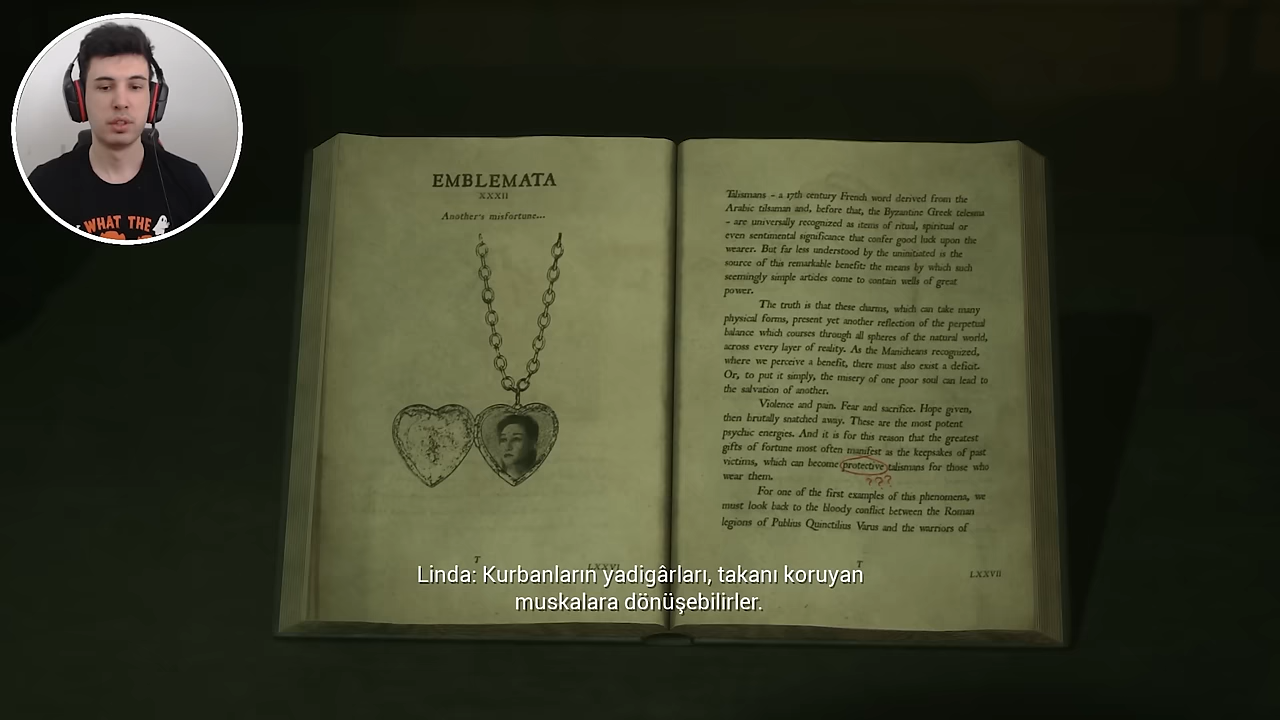 WHAT THE
EMBLEMATA
XXXII
Another's misfortune...
Talismans - a 17th century French word derived from the
Arabic tilsaman and, before that, the Byzantine Greek telesma
- are universally recognized as items of ritual, spiritual or
even sentimental significance that confer good luck upon the
wearer. But far less understood by the uninitiated is the
source of this remarkable benefit: the means by which such
seemingly simple articles come to contain wells of great
power.
The truth is that these charms, which can take many
physical forms, present yet another reflection of the perpetual
balance which courses through all spheres of the natural world,
across every layer of reality. As the Manicheans recognized,
where we perceive a benefit, there must also exist a deficit.
Or, to put it simply, the misery of one poor soul can lead to
the salvation of another.
Violence and pain. Fear and sacrifice. Hope given,
then brutally snatched away. These are the most potent
psychic energies. And it is for this reason that the greatest
gifts of fortune most often manifest as the keepsakes of past
victims, which can become protective talismans for those who
wear them.
???
For one of the first examples of this phenomena, we
must look back to the bloody conflict between the Roman
legions of Publius Quinctilius Varus and the warriors of
T
LXXVI
T
LXXVII
Linda: Kurbanların yadigârları, takanı koruyan
muskalara dönüşebilirler.